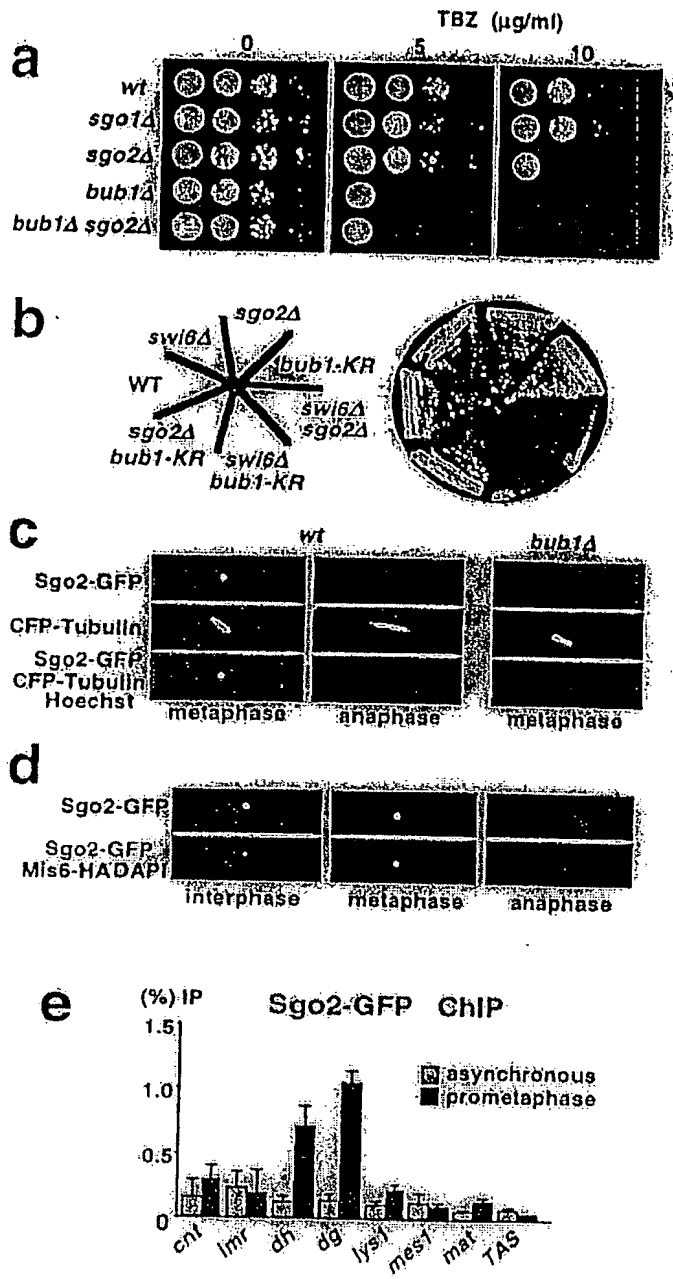 TBZ (µg/ml)
0 5 10
a
wt
sgo1Δ
sgo2Δ
bub1Δ
bub1Δ sgo2Δ
b
sgo2Δ
swi6Δ
bub1-KR
WT
swi6Δ
sgo2Δ
sgo2Δ
bub1-KR
swi6Δ
bub1-KR
c
wt bub1Δ
Sgo2-GFP
CFP-Tubulin
Sgo2-GFP
CFP-Tubulin
Hoechst
metaphase anaphase metaphase
d
Sgo2-GFP
Sgo2-GFP
Mis6-HADAPI
interphase metaphase anaphase
e
(%) IP Sgo2-GFP ChIP
1.5
asynchronous
prometaphase
1.0
0.5
0
cnt imr dh dg lys1 mes1 mat TAS